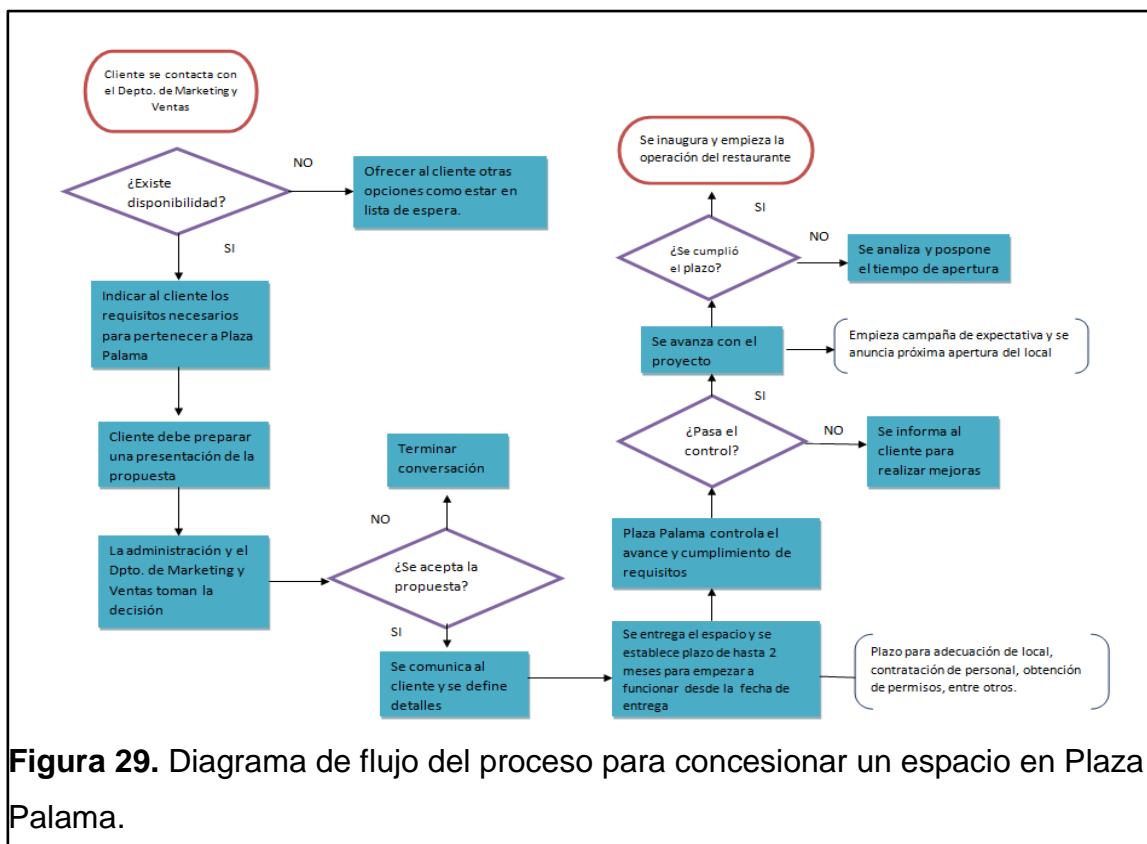 Cliente se contacta con
el Depto. de Marketing y
Ventas
¿Existe
disponibilidad?
NO
Ofrecer al cliente otras
opciones como estar en
lista de espera.
SI
Indicar al cliente los
requisitos necesarios
para pertenecer a Plaza
Palama
Cliente debe preparar
una presentación de la
propuesta
La administración y el
Dpto. de Marketing y
Ventas toman la
decisión
¿Se acepta la
propuesta?
NO
Terminar
conversación
SI
Se comunica al
cliente y se define
detalles
Se entrega el espacio y se
establece plazo de hasta 2
meses para empezar a
funcionar desde la fecha de
entrega
Plazo para adecuación de local,
contratación de personal, obtención
de permisos, entre otros.
Plaza Palama controla el
avance y cumplimiento de
requisitos
¿Pasa el
control?
NO
Se informa al
cliente para
realizar mejoras
SI
Se avanza con el
proyecto
Empieza campaña de expectativa y se
anuncia próxima apertura del local
¿Se cumplió
el plazo?
NO
Se analiza y pospone
el tiempo de apertura
SI
Se inaugura y empieza la
operación del restaurante
Figura 29. Diagrama de flujo del proceso para concesionar un espacio en Plaza
Palama.